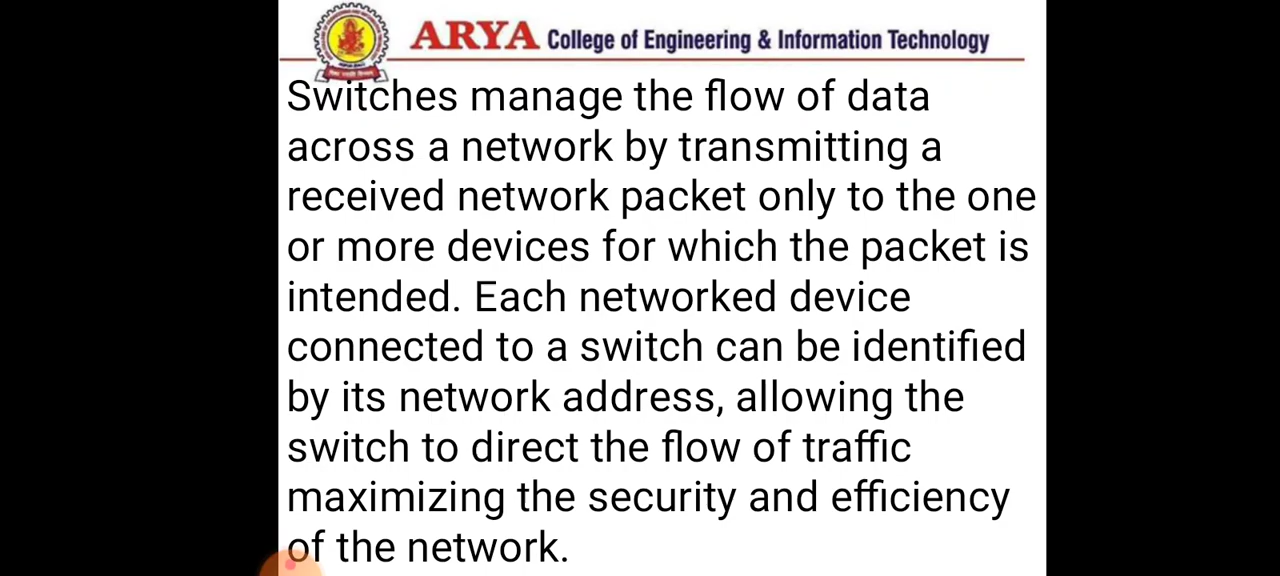 ARYA College of Engineering & Information Technology
Switches manage the flow of data
across a network by transmitting a
received network packet only to the one
or more devices for which the packet is
intended. Each networked device
connected to a switch can be identified
by its network address, allowing the
switch to direct the flow of traffic
maximizing the security and efficiency
of the network.